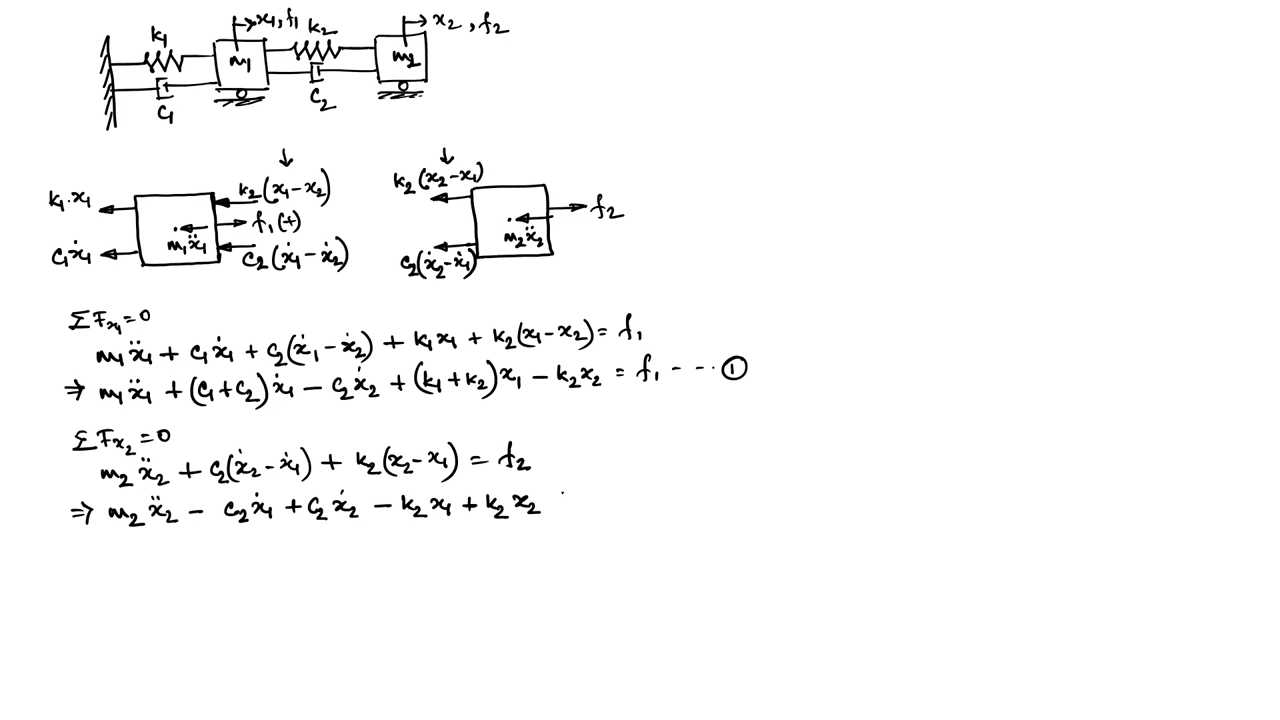 k₁ x₁, f₁ k₂ x₂, f₂
m₁ m₂
C₁ C₂
k₁·x₁ k₂(x₁-x₂) k₂(x₂-x₁)
f₁(+) f₂
m₁ẍ₁ m₂ẍ₂
C₁ẋ₁ C₂(ẋ₁-ẋ₂) C₂(ẋ₂-ẋ₁)
ΣFx₁=0
m₁ẍ₁ + C₁ẋ₁ + C₂(ẋ₁-ẋ₂) + k₁x₁ + k₂(x₁-x₂) = f₁
⇒ m₁ẍ₁ + (C₁+C₂)ẋ₁ - C₂ẋ₂ + (k₁+k₂)x₁ - k₂x₂ = f₁ - - - ①
ΣFx₂=0
m₂ẍ₂ + C₂(ẋ₂-ẋ₁) + k₂(x₂-x₁) = f₂
⇒ m₂ẍ₂ - C₂ẋ₁ + C₂ẋ₂ - k₂x₁ + k₂x₂